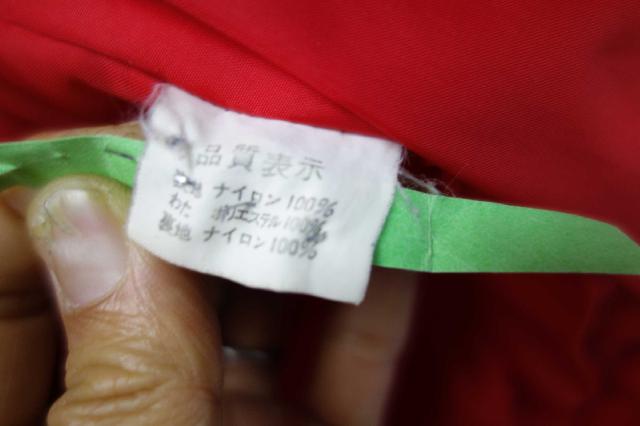 品質表示
表地 ナイロン100%
わた ポリエステル100%
裏地 ナイロン100%